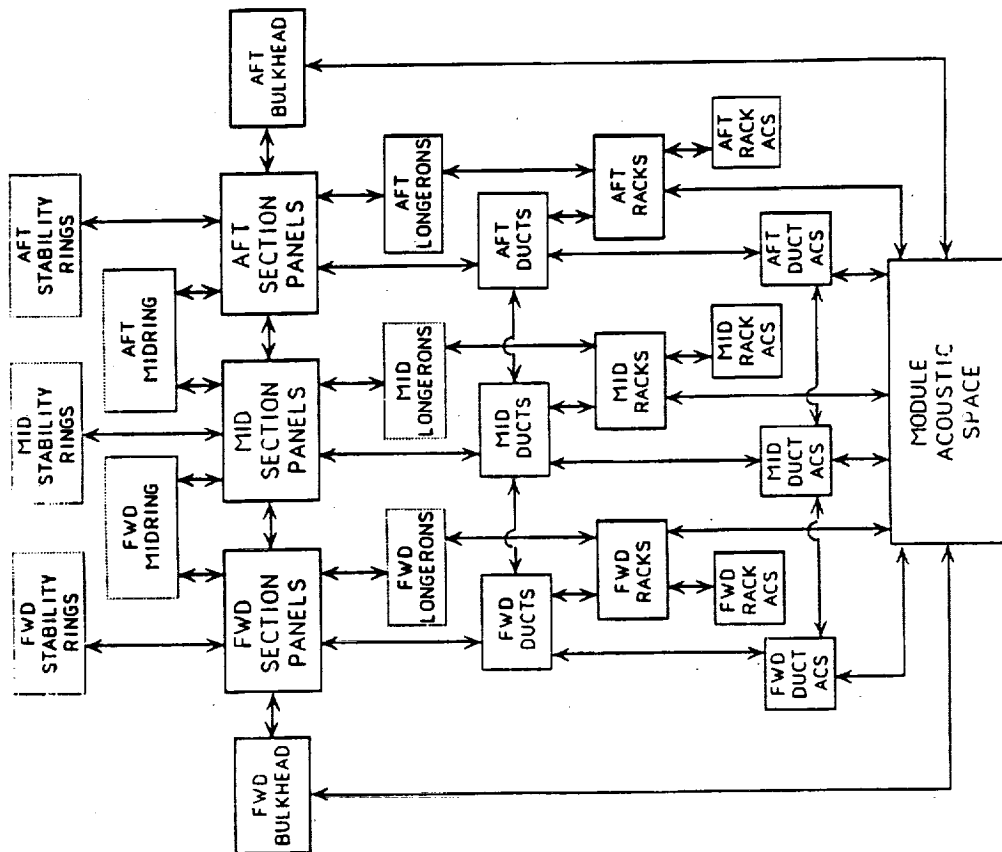 AFT
STABILITY
RINGS
MID
STABILITY
RINGS
FWD
STABILITY
RINGS
AFT
MIDRING
FWD
MIDRING
AFT
BULKHEAD
AFT
SECTION
PANELS
MID
SECTION
PANELS
FWD
SECTION
PANELS
FWD
BULKHEAD
AFT
LONGERONS
MID
LONGERONS
FWD
LONGERONS
AFT
DUCTS
MID
DUCTS
FWD
DUCTS
AFT
RACKS
MID
RACKS
FWD
RACKS
AFT
RACK
ACS
MID
RACK
ACS
FWD
RACK
ACS
AFT
DUCT
ACS
MID
DUCT
ACS
FWD
DUCT
ACS
MODULE
ACOUSTIC
SPACE